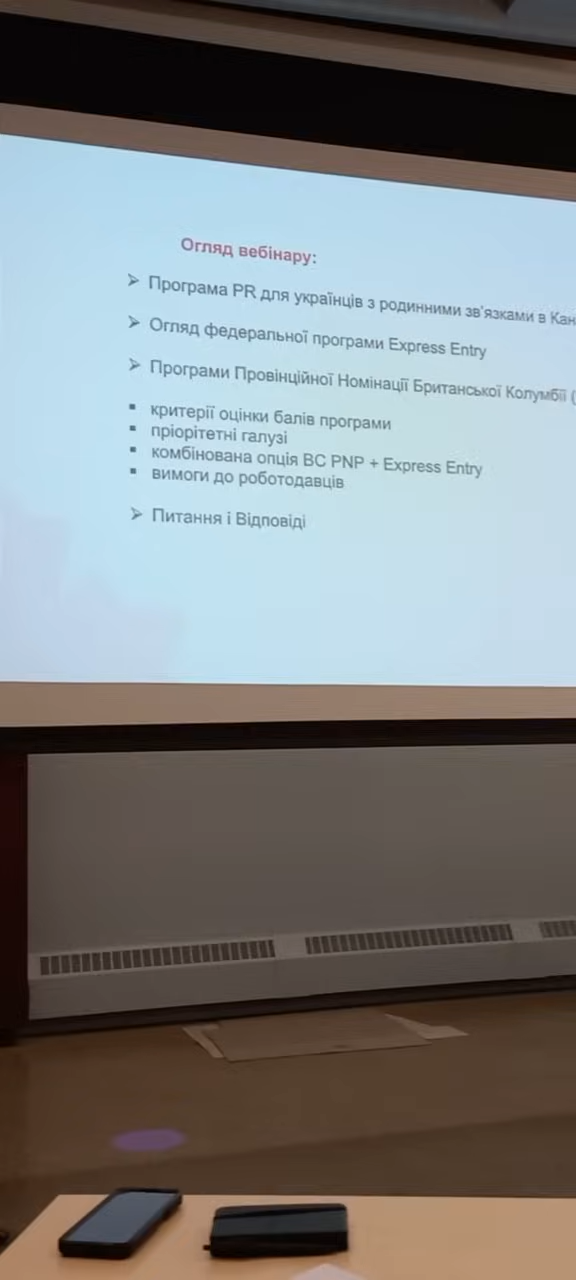 Огляд вебінару:
Програма PR для українців з родинними зв'язками в
Огляд федеральної програми Express Entry
Програми Провінційної Номінації Британської Колумбії (
критерії оцінки балів програми
пріорітетні галузі
комбінована опція BC PNP + Express Entry
вимоги до роботодавців
Питання і Відповіді